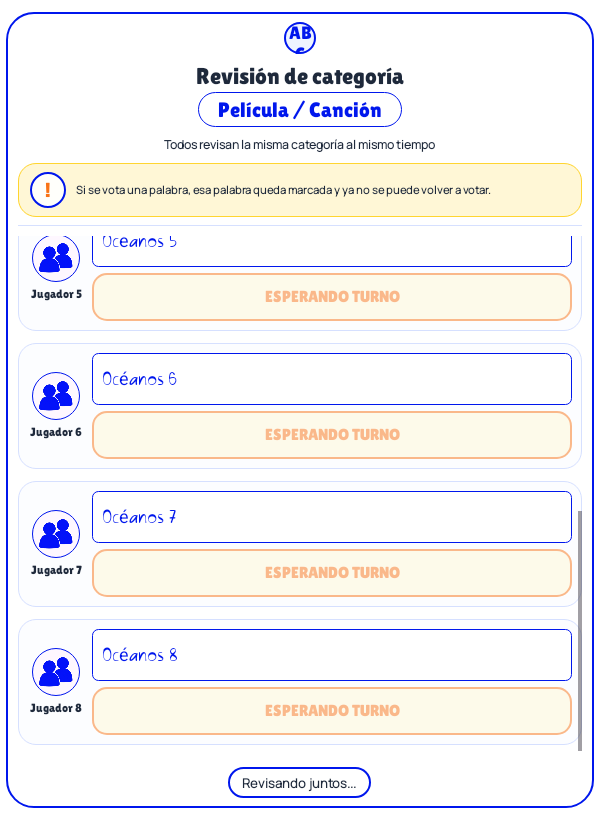 AB
Revisión de categoría
Película / Canción
Todos revisan la misma categoría al mismo tiempo
! Si se vota una palabra, esa palabra queda marcada y ya no se puede volver a votar.
Océanos 5
ESPERANDO TURNO
Jugador 5
Océanos 6
ESPERANDO TURNO
Jugador 6
Océanos 7
ESPERANDO TURNO
Jugador 7
Océanos 8
ESPERANDO TURNO
Jugador 8
Revisando juntos...